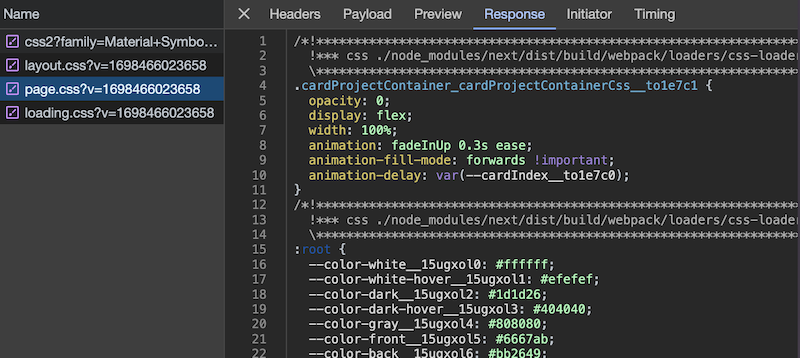 Name
css2?family=Material+Symbo...
layout.css?v=1698466023658
page.css?v=1698466023658
loading.css?v=1698466023658
Headers Payload Preview Response Initiator Timing
1 /*!****************************************************************
2 !*** css ./node_modules/next/dist/build/webpack/loaders/css-loade
3 \****************************************************************
4 .cardProjectContainer_cardProjectContainerCss__to1e7c1 {
5 opacity: 0;
6 display: flex;
7 width: 100%;
8 animation: fadeInUp 0.3s ease;
9 animation-fill-mode: forwards !important;
10 animation-delay: var(--cardIndex__to1e7c0);
11 }
12 /*!****************************************************************
13 !*** css ./node_modules/next/dist/build/webpack/loaders/css-loade
14 \****************************************************************
15 :root {
16 --color-white__15ugxol0: #ffffff;
17 --color-white-hover__15ugxol1: #efefef;
18 --color-dark__15ugxol2: #1d1d26;
19 --color-dark-hover__15ugxol3: #404040;
20 --color-gray__15ugxol4: #808080;
21 --color-front__15ugxol5: #6667ab;
22 --color-back__15ugxol6: #bb2649;